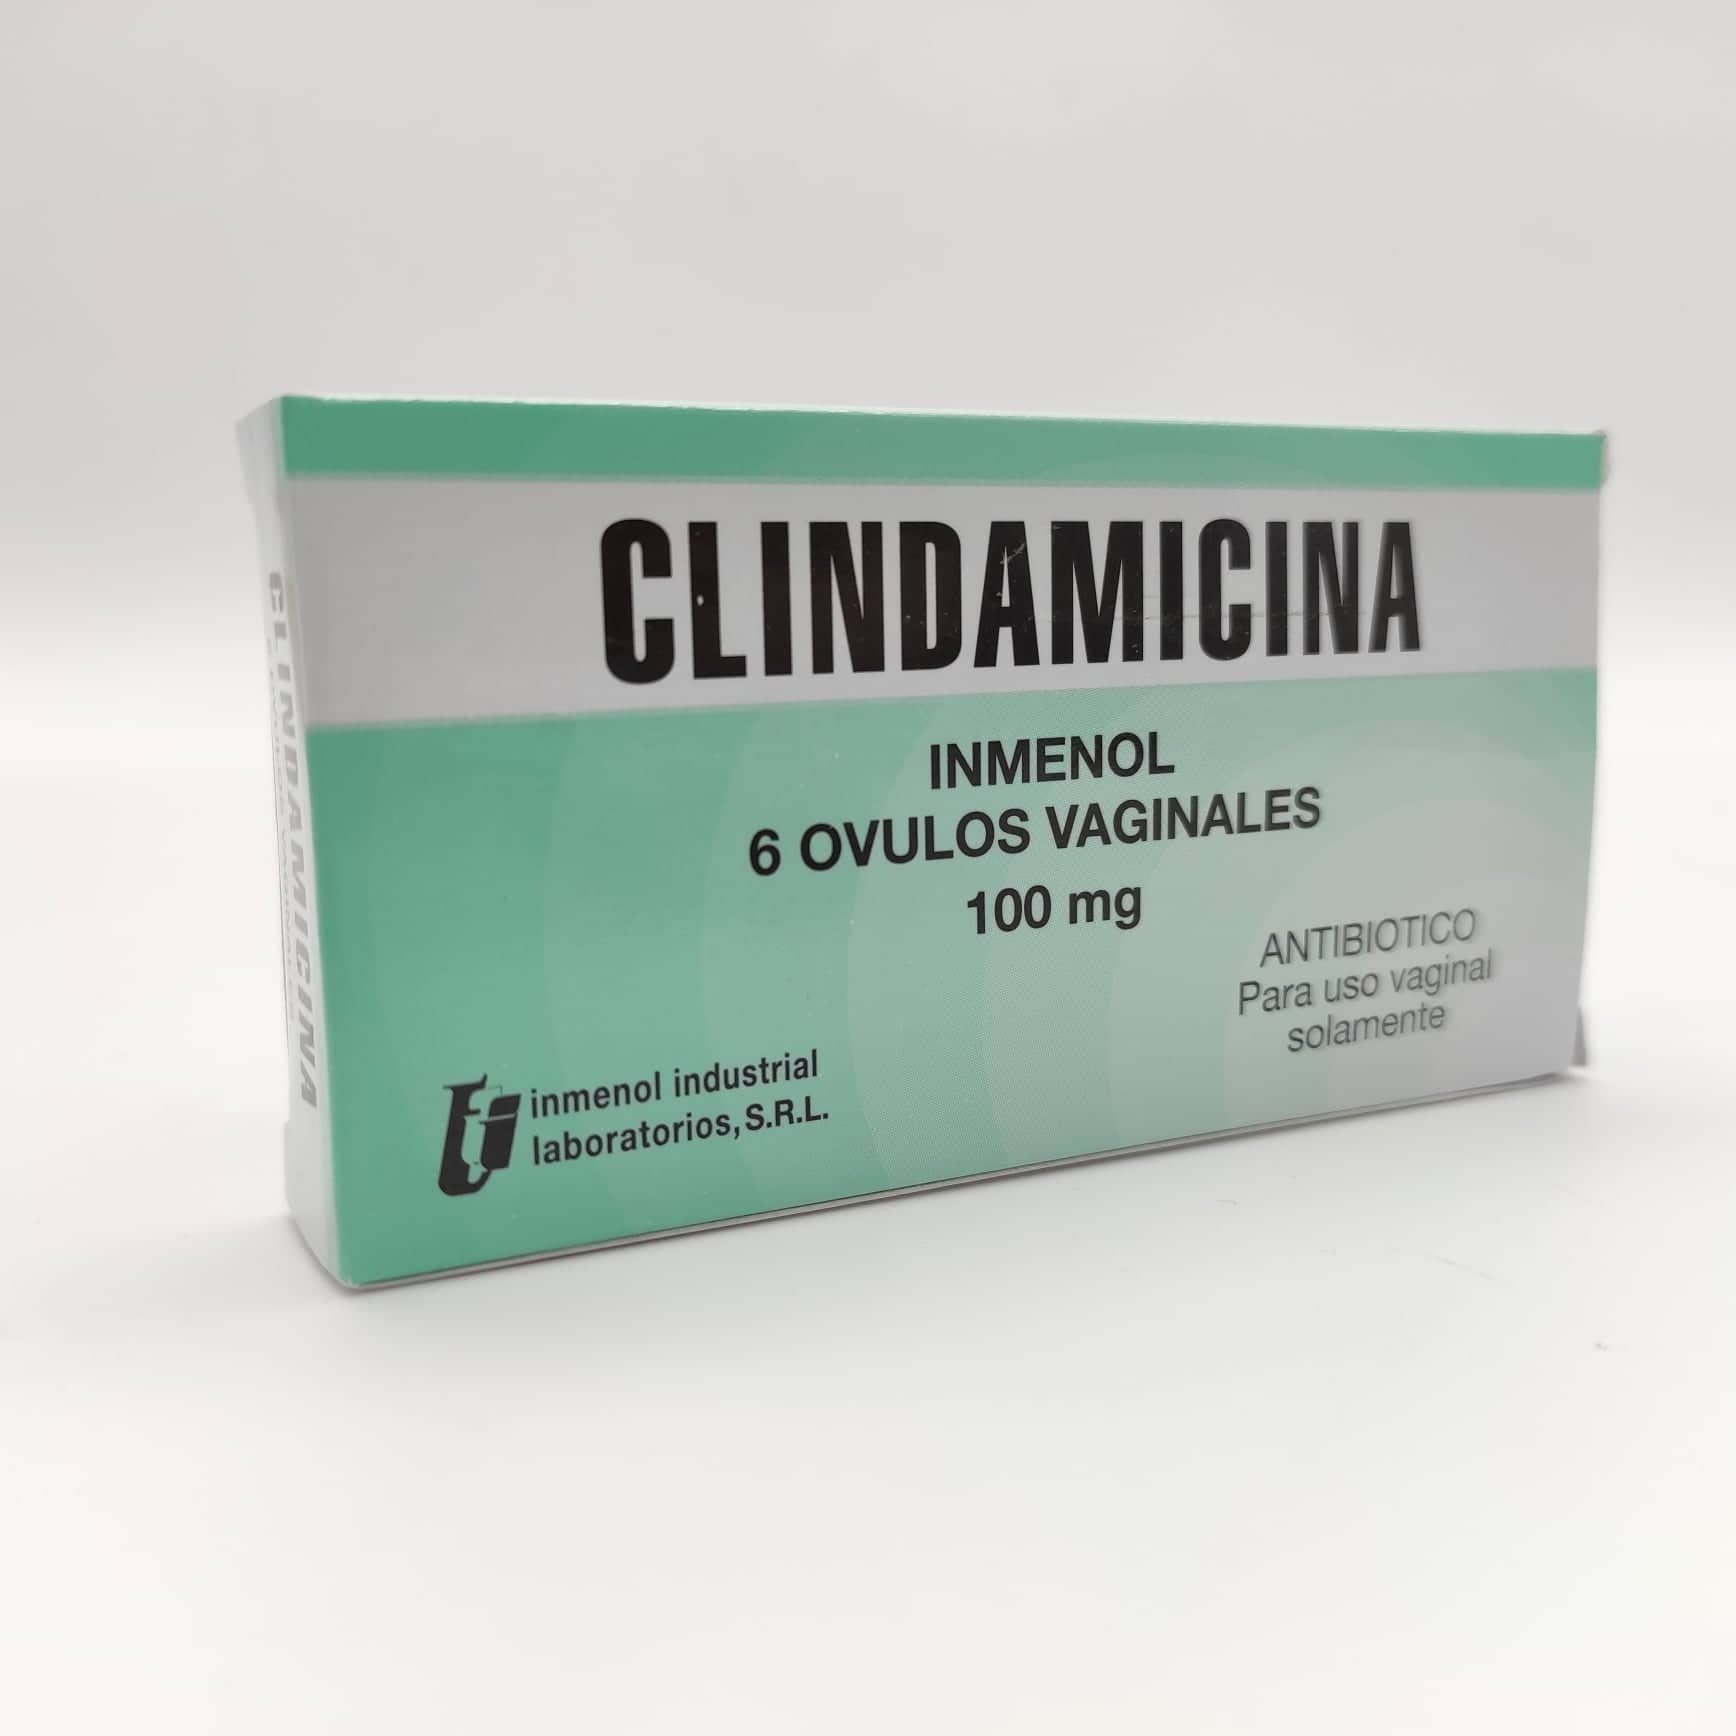 CLINDAMICINA
INMENOL
6 OVULOS VAGINALES
100 mg
ANTIBIOTICO
Para uso vaginal
solamente
inmenol industrial
laboratorios, S.R.L.
CLINDAMICINA